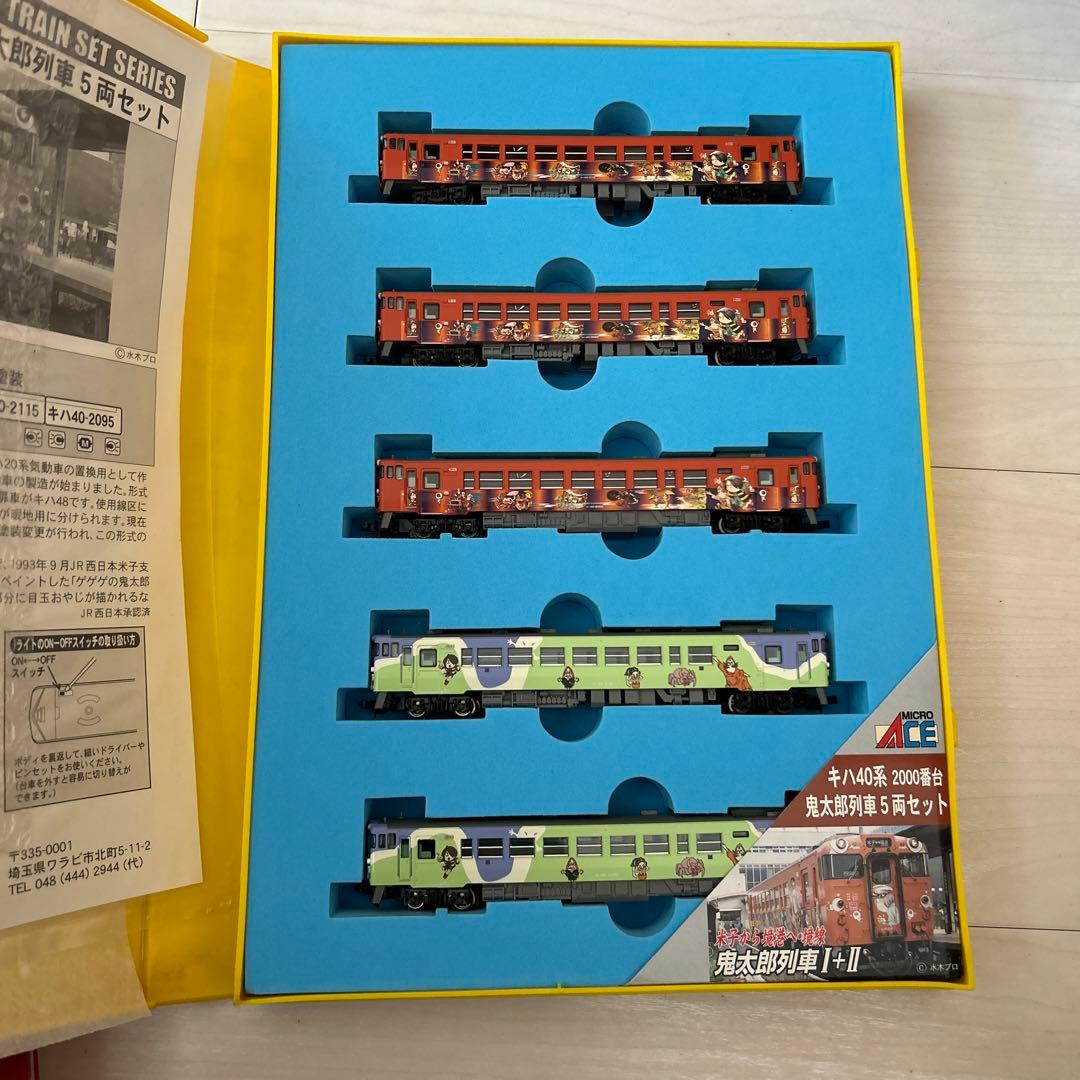 TRAIN SET SERIES
太郎列車5両セット
Ⓒ水木プロ
塗装
0-2115 キハ40-2095
M
ハ20系気動車の置換用として作
車の製造が始まりました。形式
扉車がキハ48です。使用線区に
が暖地用に分けられます。現在
塗装変更が行われ、この形式の
、1993年9月JR西日本米子支
ペイントした「ゲゲゲの鬼太郎
部分に目玉おやじが描かれるな
JR西日本承認済
ライトのON-OFFスイッチの取り扱い方
ON←→OFF
スイッチ
ボディを裏返して、細いドライバーや
ピンセットをお使いください。
(台車を外すと容易に切り替えが
できます。)
〒335-0001
埼玉県ワラビ市北町5-11-2
TEL 048 (444) 2944 (代)
MICRO
ACE
キハ40系 2000番台
鬼太郎列車5両セット
米子から境港へ・境線
鬼太郎列車Ⅰ+Ⅱ
Ⓒ 水木プロ